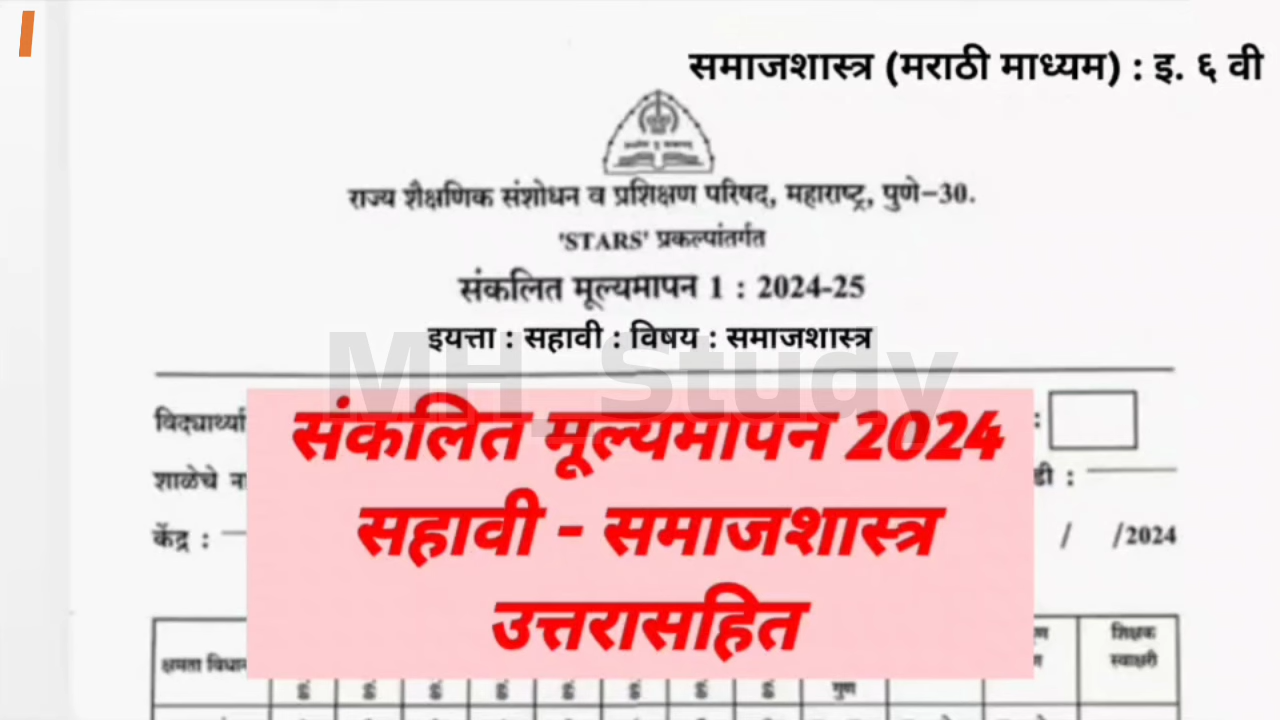 समाजशास्त्र (मराठी माध्यम) : इ. ६ वी
राज्य शैक्षणिक संशोधन व प्रशिक्षण परिषद, महाराष्ट्र, पुणे-30.
'STARS' प्रकल्पांतर्गत
संकलित मूल्यमापन 1 : 2024-25
इयत्ता : सहावी : विषय : समाजशास्त्र
MH_Study
विद्यार्थ्या :
संकलित मूल्यमापन 2024
शाळेचे ना डी :
सहावी - समाजशास्त्र
केंद्र : / /2024
उत्तरासहित
क्षमता विधान गुण शिक्षक स्वाक्षरी